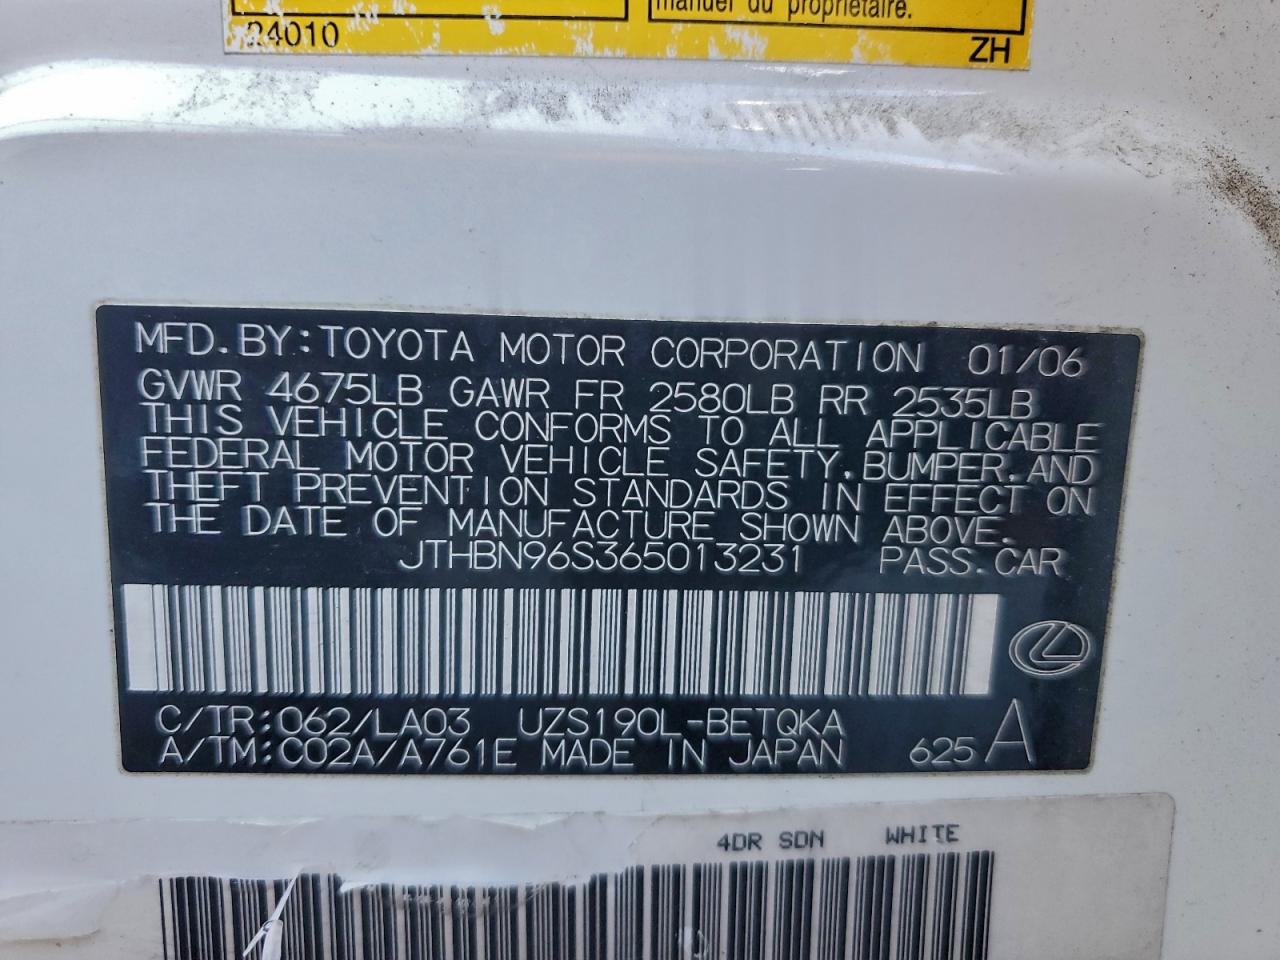 manuel du propriétaire.
24010
ZH
MFD.BY:TOYOTA MOTOR CORPORATION 01/06
GVWR 4675LB GAWR FR 2580LB RR 2535LB
THIS VEHICLE CONFORMS TO ALL APPLICABLE
FEDERAL MOTOR VEHICLE SAFETY,BUMPER,AND
THEFT PREVENTION STANDARDS IN EFFECT ON
THE DATE OF MANUFACTURE SHOWN ABOVE.
JTHBN96S365013231 PASS.CAR
C/TR:062/LA03 UZS190L-BETQKA
A/TM:C02A/A761E MADE IN JAPAN 625 A
4DR SDN WHITE